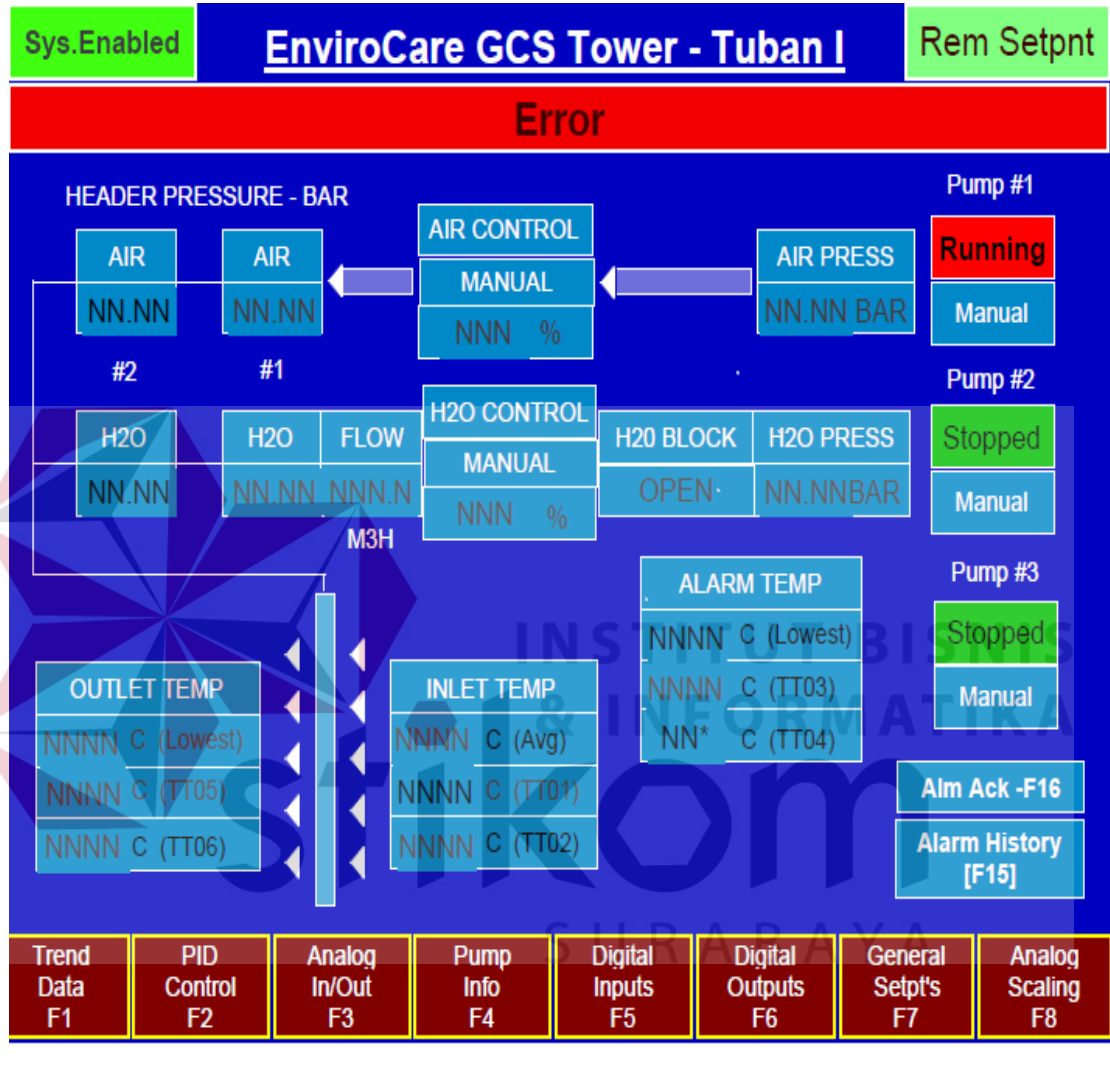 Sys.Enabled
EnviroCare GCS Tower - Tuban I
Rem Setpnt
Error
HEADER PRESSURE - BAR
AIR
NN.NN
#2
AIR
NN.NN
#1
AIR CONTROL
MANUAL
NNN %
AIR PRESS
NN.NN BAR
Pump #1
Running
Manual
H2O
NN.NN
H2O
NN.NN
FLOW
NNN.N
M3H
H2O CONTROL
MANUAL
NNN %
H20 BLOCK
OPEN
H2O PRESS
NN.NNBAR
Pump #2
Stopped
Manual
ALARM TEMP
NNNN C (Lowest)
NNNN C (TT03)
NN* C (TT04)
Pump #3
Stopped
Manual
OUTLET TEMP
NNNN C (Lowest)
NNNN C (TT05)
NNNN C (TT06)
INLET TEMP
NNNN C (Avg)
NNNN C (TT01)
NNNN C (TT02)
Alm Ack -F16
Alarm History
[F15]
INSTITUT BISNIS
& INFORMATIKA
stikom
SURABAYA
Trend
Data
F1
PID
Control
F2
Analog
In/Out
F3
Pump
Info
F4
Digital
Inputs
F5
Digital
Outputs
F6
General
Setpt's
F7
Analog
Scaling
F8